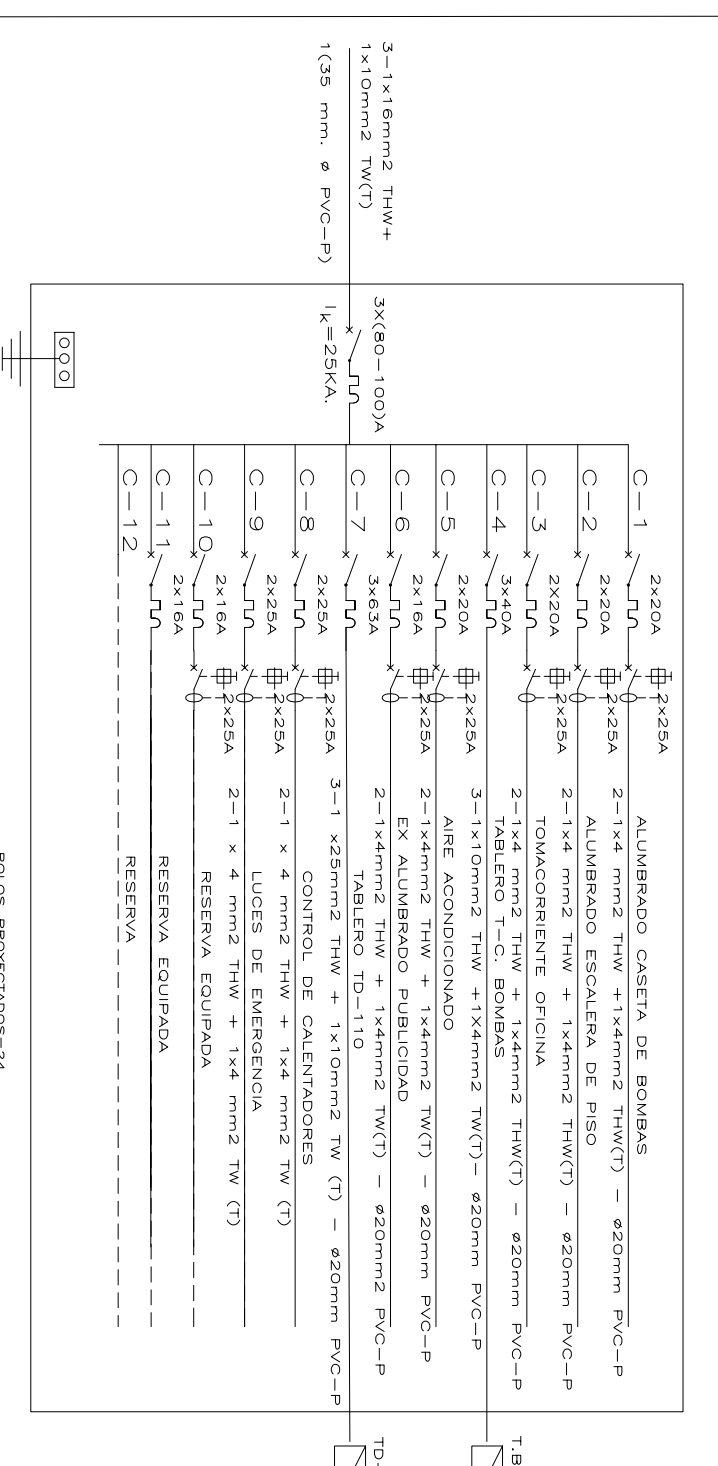 3-1x16mm2 THW+
1x10mm2 TW(T)
1(35 mm. ø PVC-P)
3X(80-100)A
Ik=25KA.
C-1
2x20A
2x25A
ALUMBRADO CASETA DE BOMBAS
2-1x4 mm2 THW +1x4mm2 THW(T) - ø20mm PVC-P
C-2
2x20A
2x25A
ALUMBRADO ESCALERA DE PISO
2-1x4 mm2 THW + 1x4mm2 THW(T) - ø20mm PVC-P
C-3
2x20A
2x25A
TOMACORRIENTE OFICINA
2-1x4 mm2 THW + 1x4mm2 THW(T) - ø20mm PVC-P
C-4
3x40A
TABLERO T-C. BOMBAS
3-1x10mm2 THW +1X4mm2 TW(T)- ø20mm PVC-P
T.B
C-5
2x20A
2x25A
AIRE ACONDICIONADO
2-1x4mm2 THW + 1x4mm2 TW(T) - ø20mm PVC-P
C-6
2x16A
2x25A
EX ALUMBRADO PUBLICIDAD
2-1x4mm2 THW + 1x4mm2 TW(T) - ø20mm2 PVC-P
C-7
3x63A
TABLERO TD-110
3-1 x25mm2 THW + 1x10mm2 TW (T) - ø20mm PVC-P
TD-
C-8
2x25A
2x25A
CONTROL DE CALENTADORES
2-1 x 4 mm2 THW + 1x4 mm2 TW (T)
C-9
2x25A
2x25A
LUCES DE EMERGENCIA
2-1 x 4 mm2 THW + 1x4 mm2 TW (T)
C-10
2x16A
2x25A
RESERVA EQUIPADA
C-11
2x16A
RESERVA EQUIPADA
C-12
RESERVA